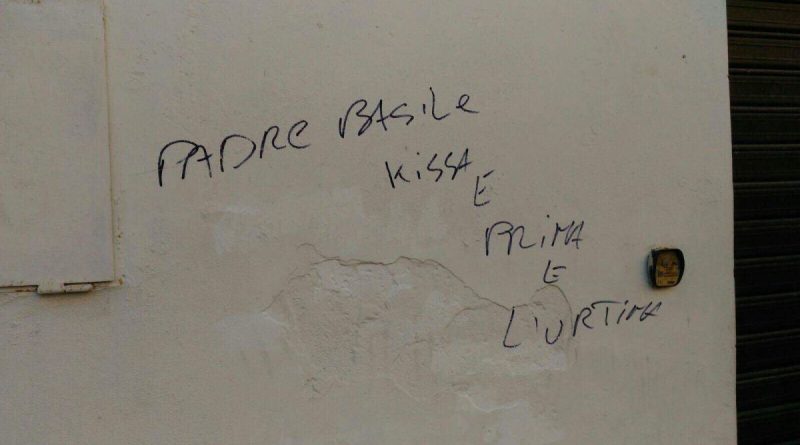 PADRE BASILe
KiSSA
E
PRiMA
E
L'URTiMA